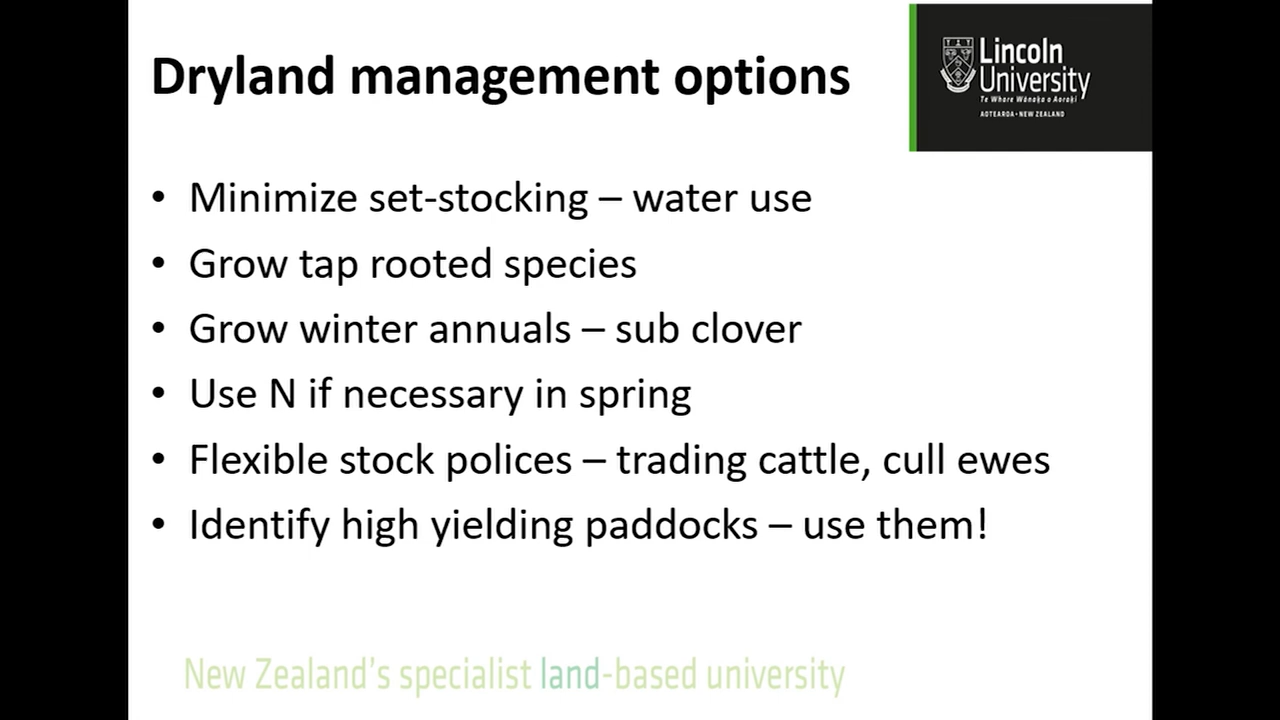 Dryland management options
Lincoln
University
Te Whare Wānaka o Aoraki
AOTEAROA • NEW ZEALAND
• Minimize set-stocking – water use
• Grow tap rooted species
• Grow winter annuals – sub clover
• Use N if necessary in spring
• Flexible stock polices – trading cattle, cull ewes
• Identify high yielding paddocks – use them!
New Zealand's specialist land-based university